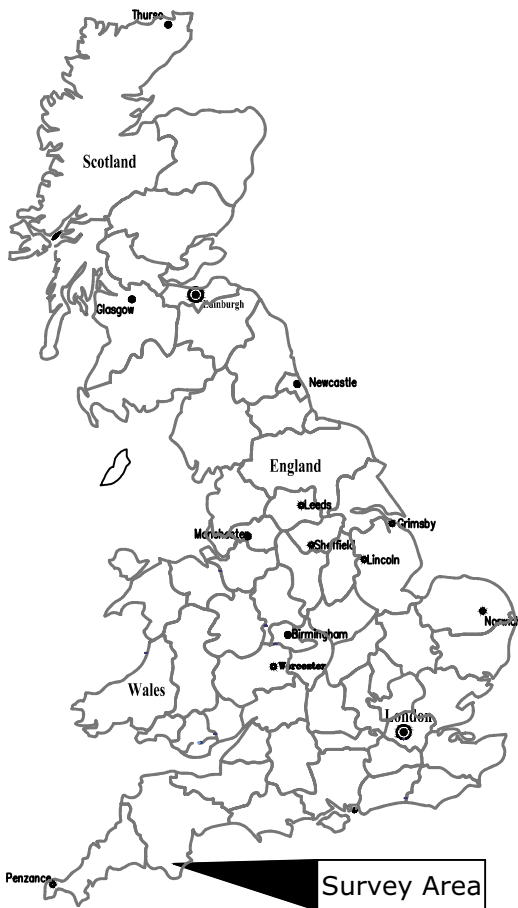 Thurso
Scotland
Edinburgh
Glasgow
Newcastle
England
Leeds
Grimsby
Manchester
Sheffield
Lincoln
Norwich
Birmingham
Worcester
Wales
London
Penzance
Survey Area